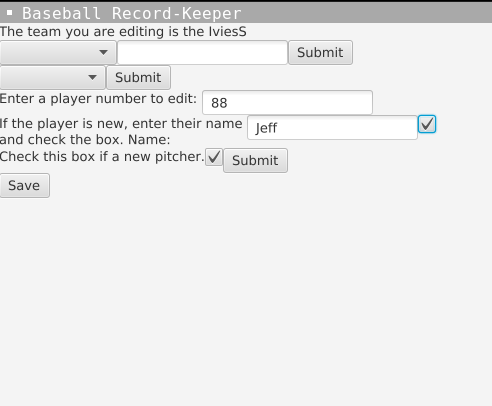 Baseball Record-Keeper
The team you are editing is the IviesS
Submit
Submit
Enter a player number to edit: 88
If the player is new, enter their name
and check the box. Name: Jeff
Check this box if a new pitcher. Submit
Save